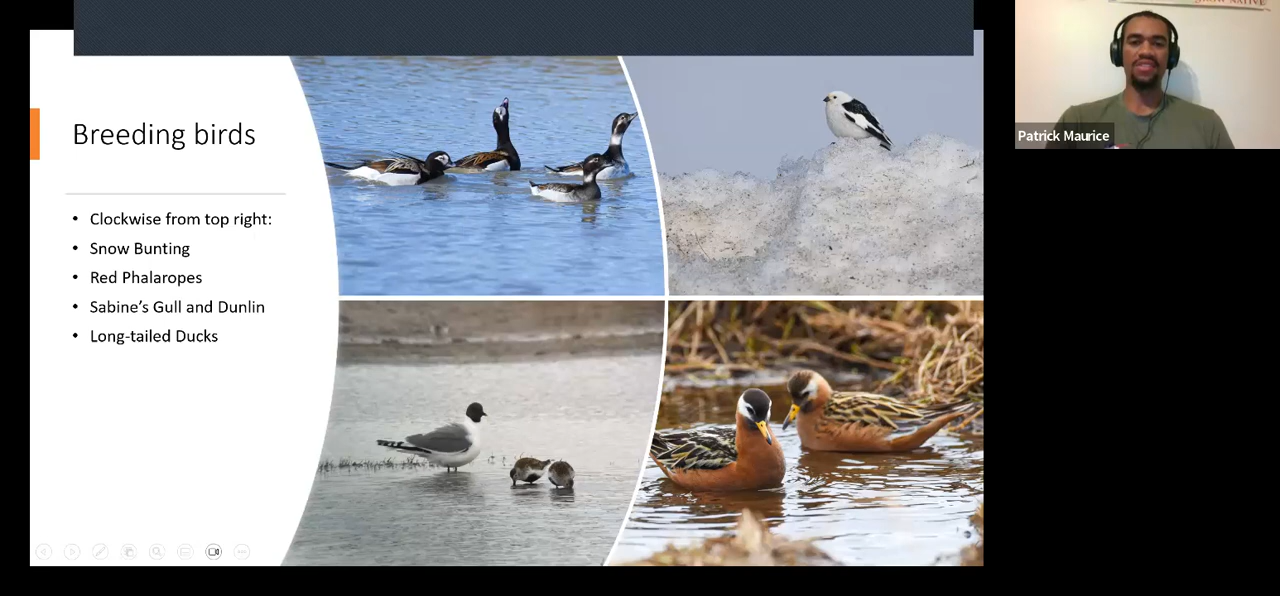 Breeding birds
• Clockwise from top right:
• Snow Bunting
• Red Phalaropes
• Sabine's Gull and Dunlin
• Long-tailed Ducks
Patrick Maurice